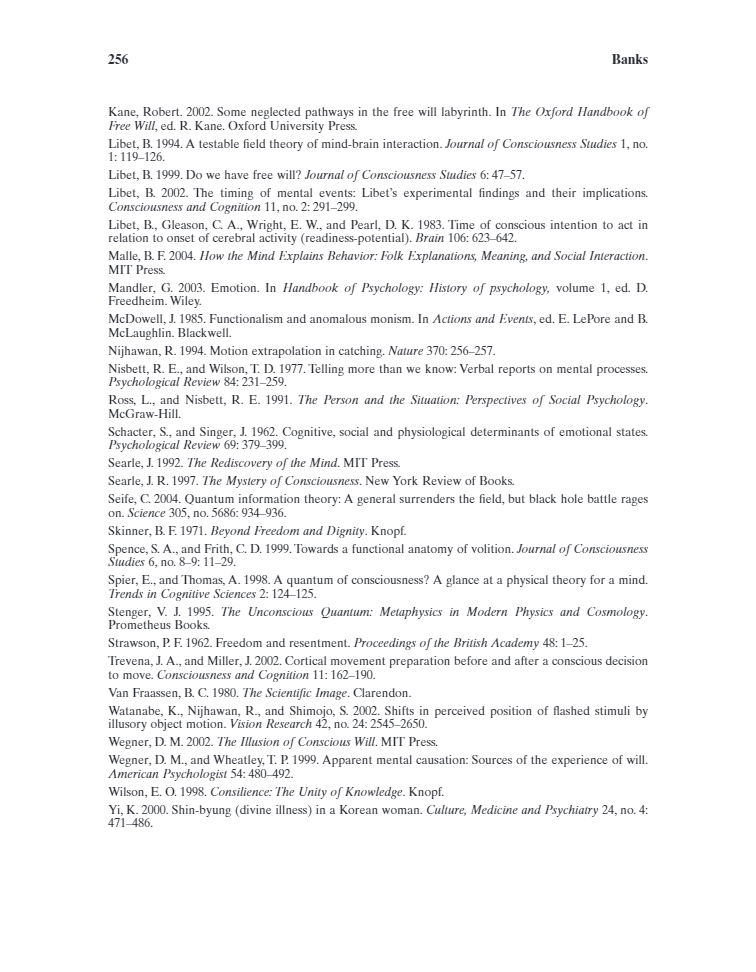 256 Banks
Kane, Robert. 2002. Some neglected pathways in the free will labyrinth. In The Oxford Handbook of
Free Will, ed. R. Kane. Oxford University Press.
Libet, B. 1994. A testable field theory of mind-brain interaction. Journal of Consciousness Studies 1, no.
1: 119–126.
Libet, B. 1999. Do we have free will? Journal of Consciousness Studies 6: 47–57.
Libet, B. 2002. The timing of mental events: Libet's experimental findings and their implications.
Consciousness and Cognition 11, no. 2: 291–299.
Libet, B., Gleason, C. A., Wright, E. W., and Pearl, D. K. 1983. Time of conscious intention to act in
relation to onset of cerebral activity (readiness-potential). Brain 106: 623–642.
Malle, B. F. 2004. How the Mind Explains Behavior: Folk Explanations, Meaning, and Social Interaction.
MIT Press.
Mandler, G. 2003. Emotion. In Handbook of Psychology: History of psychology, volume 1, ed. D.
Freedheim. Wiley.
McDowell, J. 1985. Functionalism and anomalous monism. In Actions and Events, ed. E. LePore and B.
McLaughlin. Blackwell.
Nijhawan, R. 1994. Motion extrapolation in catching. Nature 370: 256–257.
Nisbett, R. E., and Wilson, T. D. 1977. Telling more than we know: Verbal reports on mental processes.
Psychological Review 84: 231–259.
Ross, L., and Nisbett, R. E. 1991. The Person and the Situation: Perspectives of Social Psychology.
McGraw-Hill.
Schacter, S., and Singer, J. 1962. Cognitive, social and physiological determinants of emotional states.
Psychological Review 69: 379–399.
Searle, J. 1992. The Rediscovery of the Mind. MIT Press.
Searle, J. R. 1997. The Mystery of Consciousness. New York Review of Books.
Seife, C. 2004. Quantum information theory: A general surrenders the field, but black hole battle rages
on. Science 305, no. 5686: 934–936.
Skinner, B. F. 1971. Beyond Freedom and Dignity. Knopf.
Spence, S. A., and Frith, C. D. 1999. Towards a functional anatomy of volition. Journal of Consciousness
Studies 6, no. 8–9: 11–29.
Spier, E., and Thomas, A. 1998. A quantum of consciousness? A glance at a physical theory for a mind.
Trends in Cognitive Sciences 2: 124–125.
Stenger, V. J. 1995. The Unconscious Quantum: Metaphysics in Modern Physics and Cosmology.
Prometheus Books.
Strawson, P. F. 1962. Freedom and resentment. Proceedings of the British Academy 48: 1–25.
Trevena, J. A., and Miller, J. 2002. Cortical movement preparation before and after a conscious decision
to move. Consciousness and Cognition 11: 162–190.
Van Fraassen, B. C. 1980. The Scientific Image. Clarendon.
Watanabe, K., Nijhawan, R., and Shimojo, S. 2002. Shifts in perceived position of flashed stimuli by
illusory object motion. Vision Research 42, no. 24: 2545–2650.
Wegner, D. M. 2002. The Illusion of Conscious Will. MIT Press.
Wegner, D. M., and Wheatley, T. P. 1999. Apparent mental causation: Sources of the experience of will.
American Psychologist 54: 480–492.
Wilson, E. O. 1998. Consilience: The Unity of Knowledge. Knopf.
Yi, K. 2000. Shin-byung (divine illness) in a Korean woman. Culture, Medicine and Psychiatry 24, no. 4:
471–486.